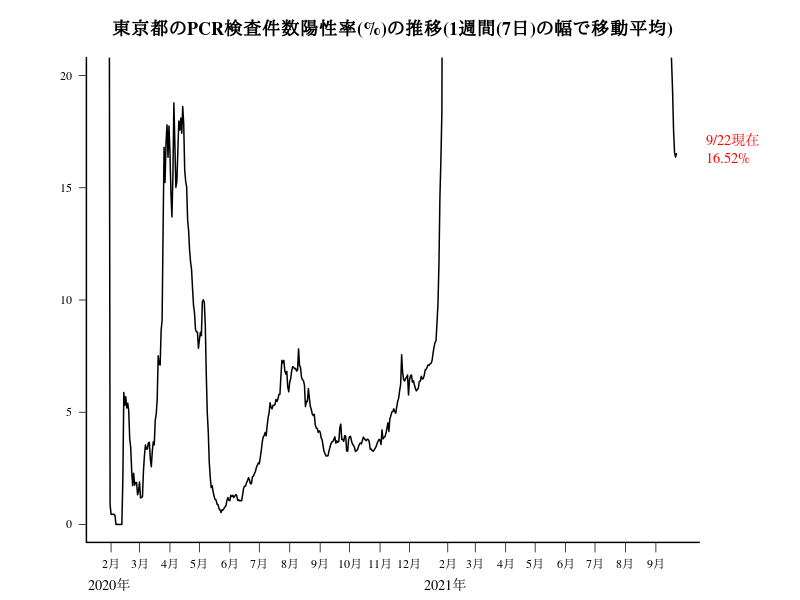 東京都のPCR検査件数陽性率(%)の推移(1週間(7日)の幅で移動平均)
20
15
10
5
0
9/22現在
16.52%
2月 3月 4月 5月 6月 7月 8月 9月 10月 11月 12月 2月 3月 4月 5月 6月 7月 8月 9月
2020年 2021年